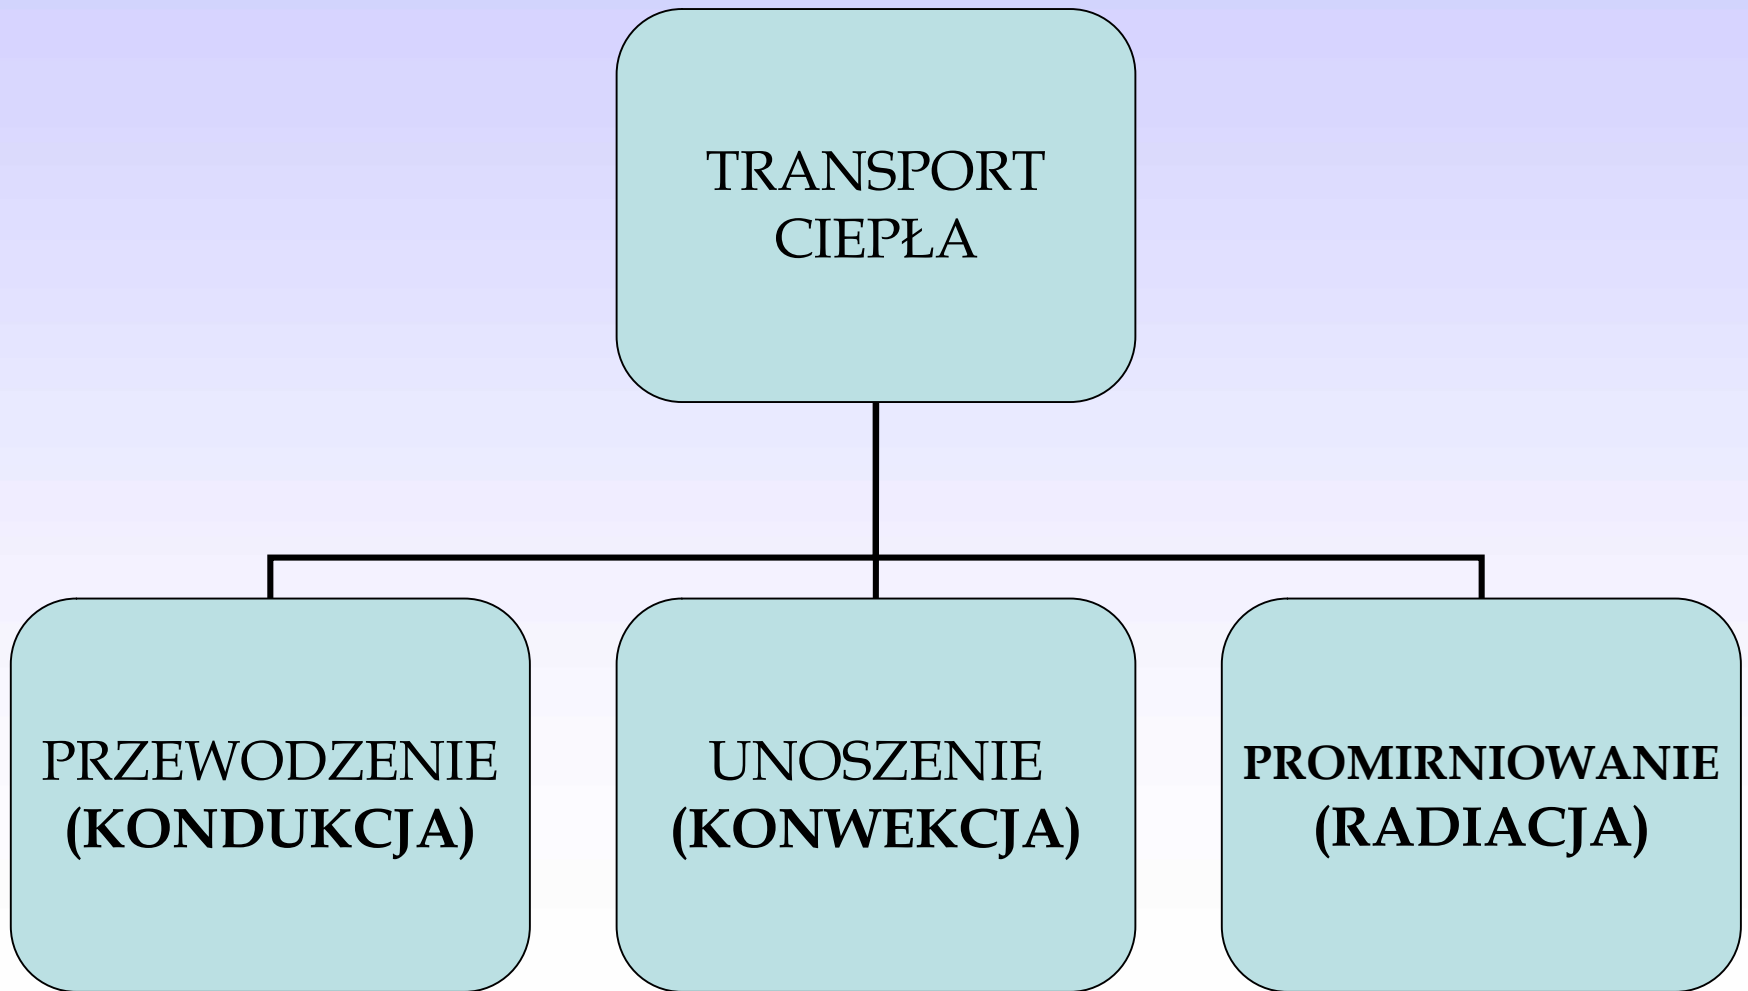 TRANSPORT
CIEPŁA
PRZEWODZENIE
(KONDUKCJA)
UNOSZENIE
(KONWEKCJA)
PROMIRNIOWANIE
(RADIACJA)